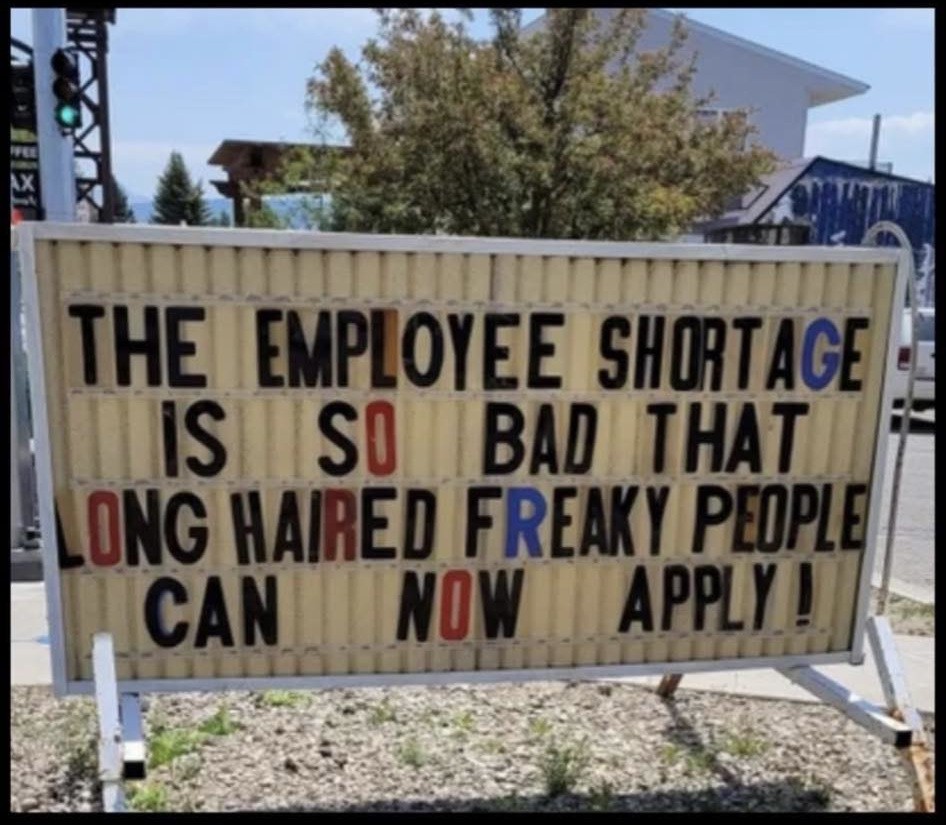 THE EMPLOYEE SHORTAGE
IS SO BAD THAT
LONG HAIRED FREAKY PEOPLE
CAN NOW APPLY!